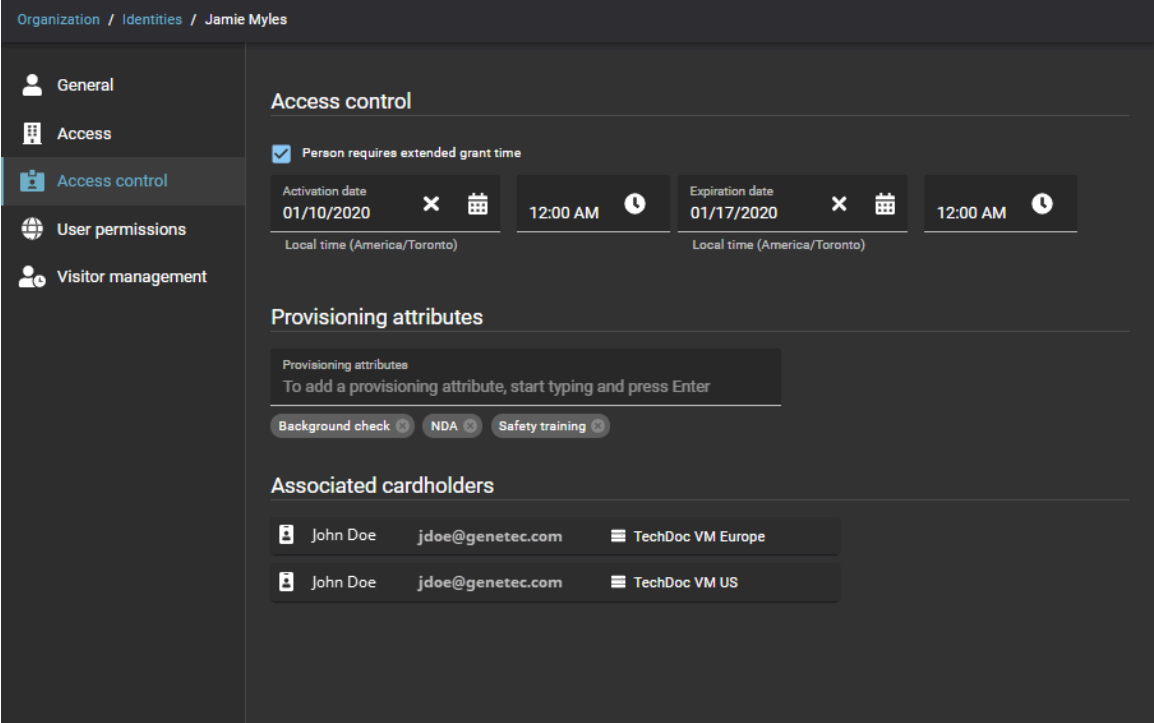 Organization / Identities / Jamie Myles
General
Access
Access control
User permissions
Visitor management
Access control
Person requires extended grant time
Activation date
01/10/2020
12:00 AM
Expiration date
01/17/2020
12:00 AM
Local time (America/Toronto)
Local time (America/Toronto)
Provisioning attributes
Provisioning attributes
To add a provisioning attribute, start typing and press Enter
Background check NDA Safety training
Associated cardholders
John Doe jdoe@genetec.com TechDoc VM Europe
John Doe jdoe@genetec.com TechDoc VM US